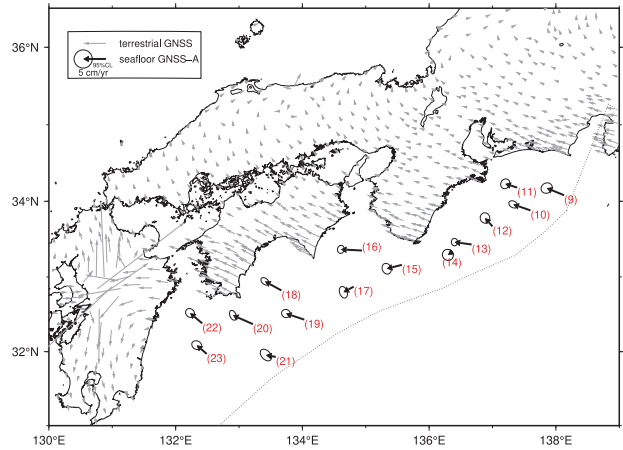 36°N
terrestrial GNSS
seafloor GNSS–A
95%CL
5 cm/yr
34°N
(11)
(9)
(10)
(12)
(16)
(13)
(14)
(15)
(18)
(17)
(22)
(20)
(19)
32°N
(23)
(21)
130°E
132°E
134°E
136°E
138°E